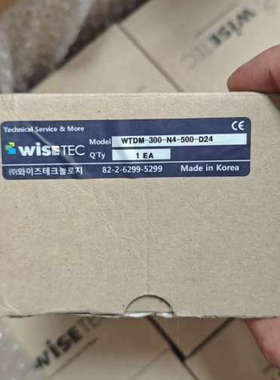 WISETEC
Technical Service & More
CE
wisETEC
Model WTDM-300-N4-500-D24
Q'Ty 1 EA
㈜와이즈테크놀로지 82-2-6299-5299 Made in Korea